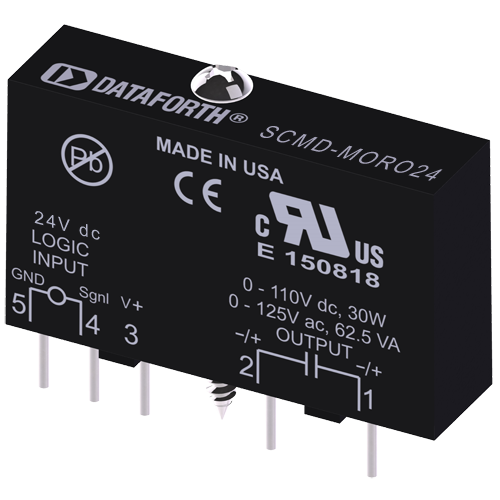 DATAFORTH®
SCMD-MORO24
Pb
MADE IN USA
CE
24V dc
LOGIC
INPUT
C RU US
E 150818
GND Sgnl V+
5 4 3
0 - 110V dc, 30W
0 - 125V ac, 62.5 VA
-/+ OUTPUT -/+
2 1